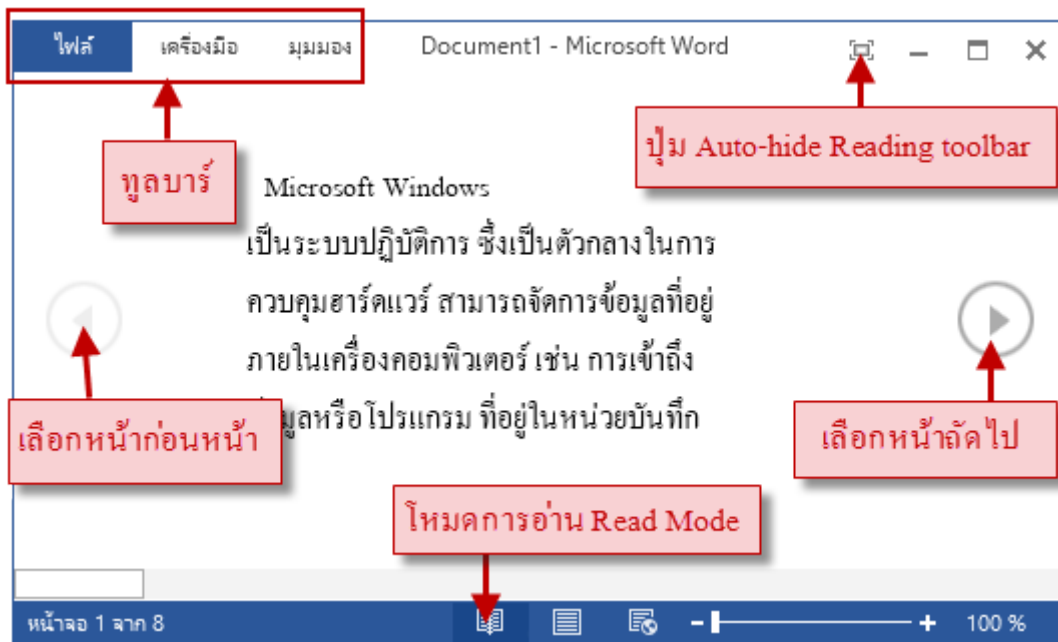 ไฟล์ เครื่องมือ มุมมอง Document1 - Microsoft Word
ปุ่ม Auto-hide Reading toolbar
ทูลบาร์
Microsoft Windows
เป็นระบบปฏิบัติการ ซึ่งเป็นตัวกลางในการ
ควบคุมฮาร์ดแวร์ สามารถจัดการข้อมูลที่อยู่
ภายในเครื่องคอมพิวเตอร์ เช่น การเข้าถึง
หรือโปรแกรม ที่อยู่ในหน่วยบันทึก
เลือกหน้าก่อนหน้า
เลือกหน้าถัดไป
โหมดการอ่าน Read Mode
หน้าจอ 1 จาก 8 100 %